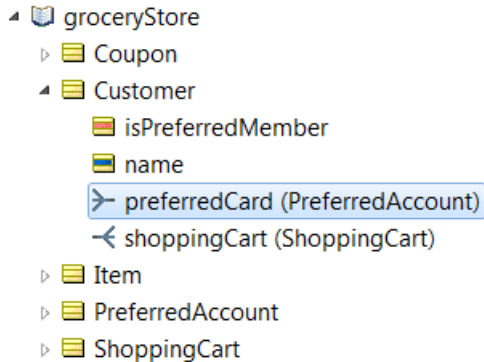 groceryStore
Coupon
Customer
isPreferredMember
name
preferredCard (PreferredAccount)
shoppingCart (ShoppingCart)
Item
PreferredAccount
ShoppingCart